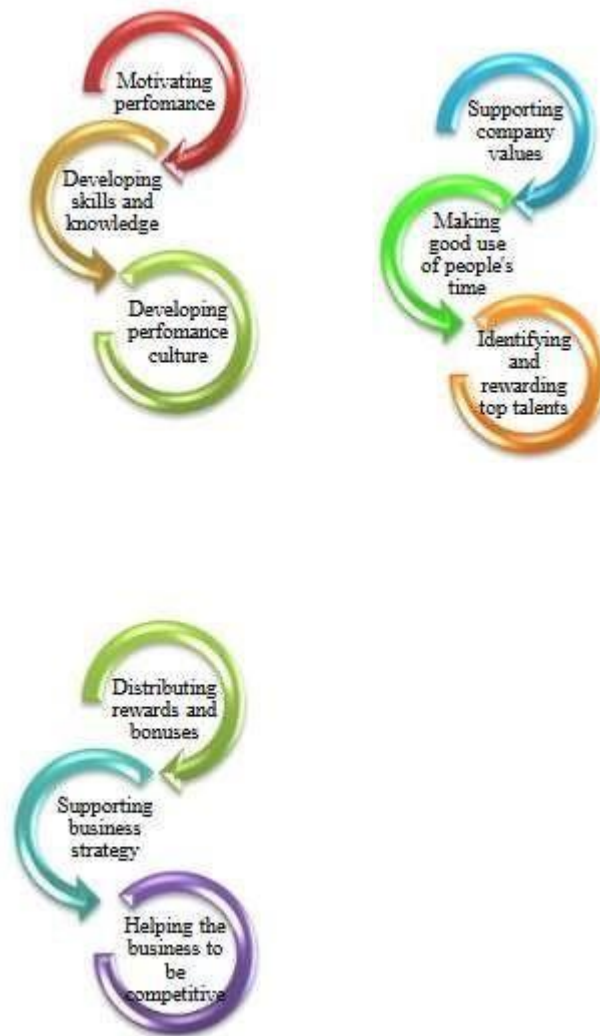 Motivating
perfomance
Developing
skills and
knowledge
Developing
perfomance
culture
Supporting
company
values
Making
good use
of people's
time
Identifying
and
rewarding
top talents
Distributing
rewards and
bonuses
Supporting
business
strategy
Helping the
business to
be
competitive